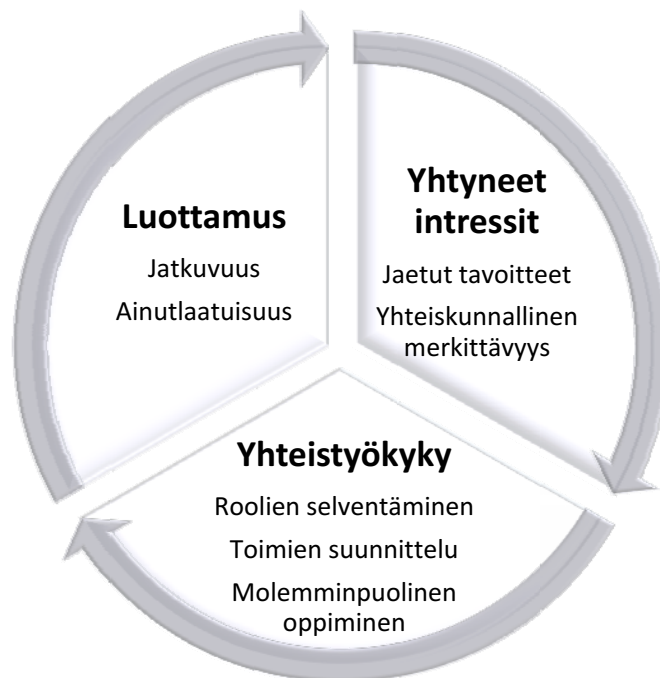 Luottamus
Jatkuvuus
Ainutlaatuisuus
Yhtyneet
intressit
Jaetut tavoitteet
Yhteiskunnallinen
merkittävyys
Yhteistyökyky
Roolien selventäminen
Toimien suunnittelu
Molemminpuolinen
oppiminen